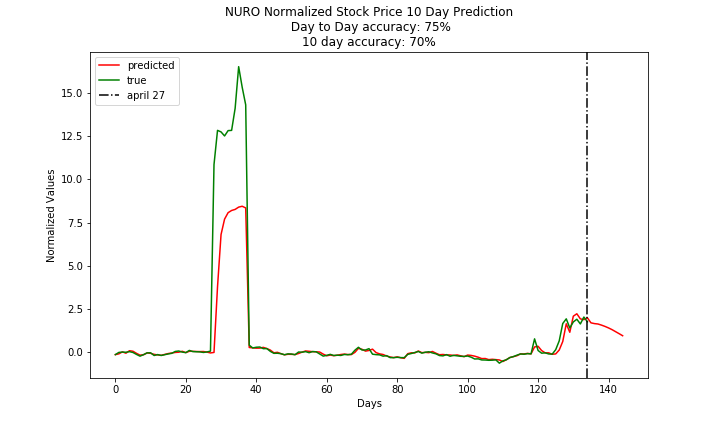 NURO Normalized Stock Price 10 Day Prediction
Day to Day accuracy: 75%
10 day accuracy: 70%
predicted
true
april 27
15.0
12.5
10.0
7.5
5.0
2.5
0.0
Normalized Values
0 20 40 60 80 100 120 140
Days